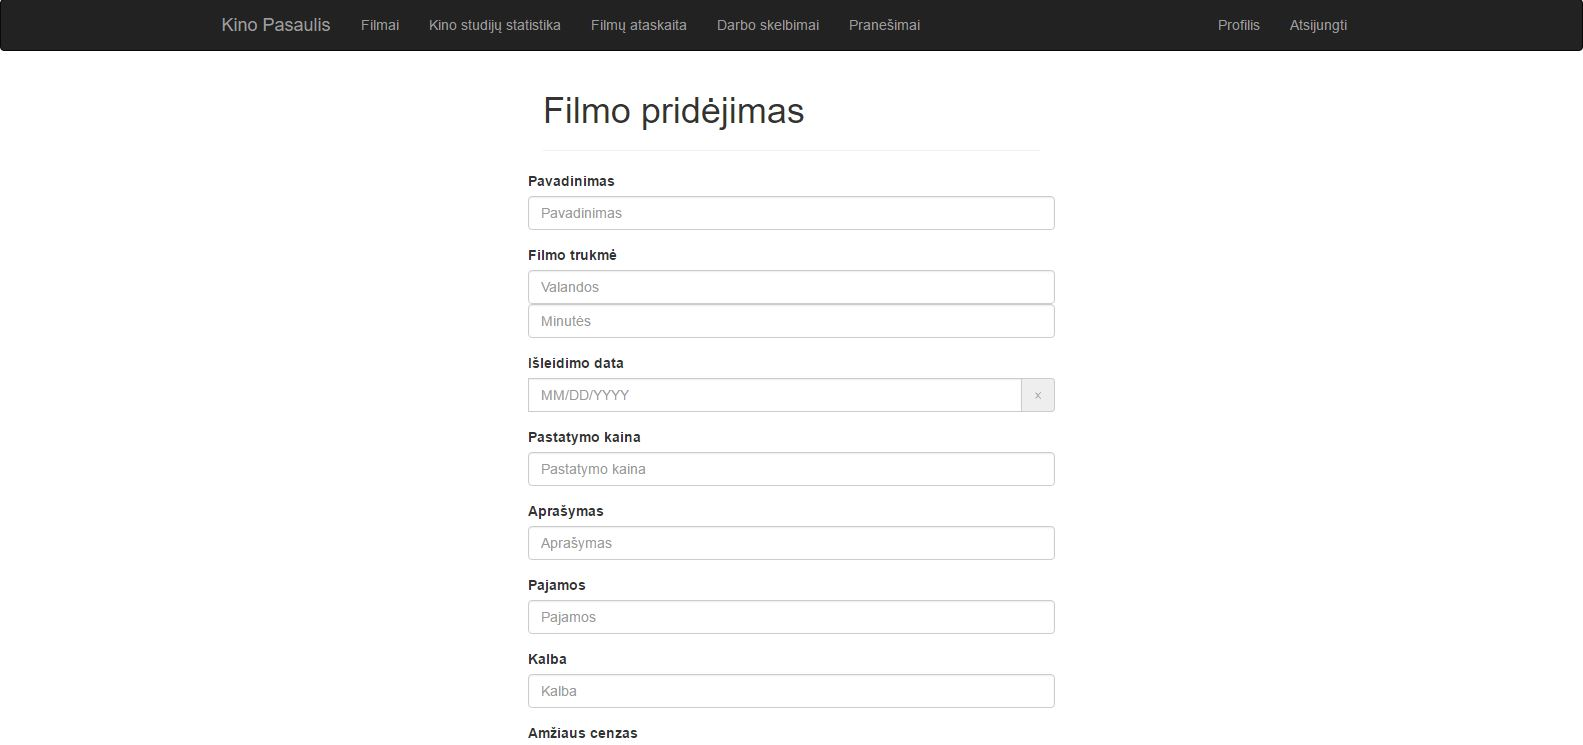 Kino Pasaulis Filmai Kino studijų statistika Filmų ataskaita Darbo skelbimai Pranešimai Profilis Atsijungti
Filmo pridėjimas
Pavadinimas
Pavadinimas
Filmo trukmė
Valandos
Minutės
Išleidimo data
MM/DD/YYYY x
Pastatymo kaina
Pastatymo kaina
Aprašymas
Aprašymas
Pajamos
Pajamos
Kalba
Kalba
Amžiaus cenzas